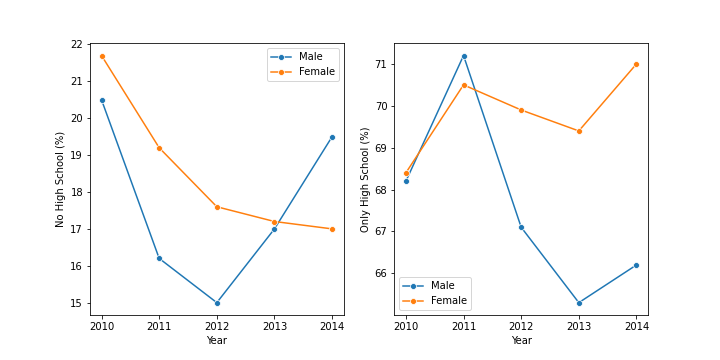 No High School (%)
22
21
20
19
18
17
16
15
Male
Female
2010 2011 2012 2013 2014
Year
Only High School (%)
71
70
69
68
67
66
Male
Female
2010 2011 2012 2013 2014
Year